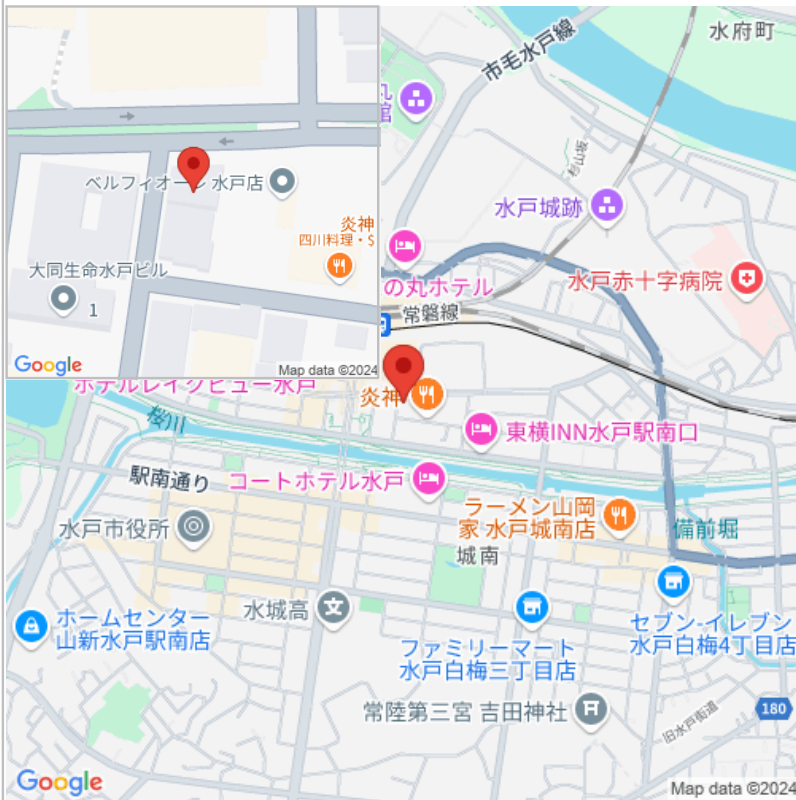 ベルフィオーレ 水戸店
炎神
四川料理・S
大同生命水戸ビル
1
Google
Map data ©2024
水府町
市毛水戸線
館
杉山坂
水戸城跡
の丸ホテル
水戸赤十字病院
常磐線
ホテルレイクビュー水戸
炎神
桜川
東横INN水戸駅南口
駅南通り
コートホテル水戸
ラーメン山岡
家 水戸城南店
水戸市役所
備前堀
城南
水城高
ホームセンター
山新水戸駅南店
セブン-イレブン
水戸白梅4丁目店
ファミリーマート
水戸白梅三丁目店
常陸第三宮 吉田神社
180
旧水戸街道
Google
Map data ©2024